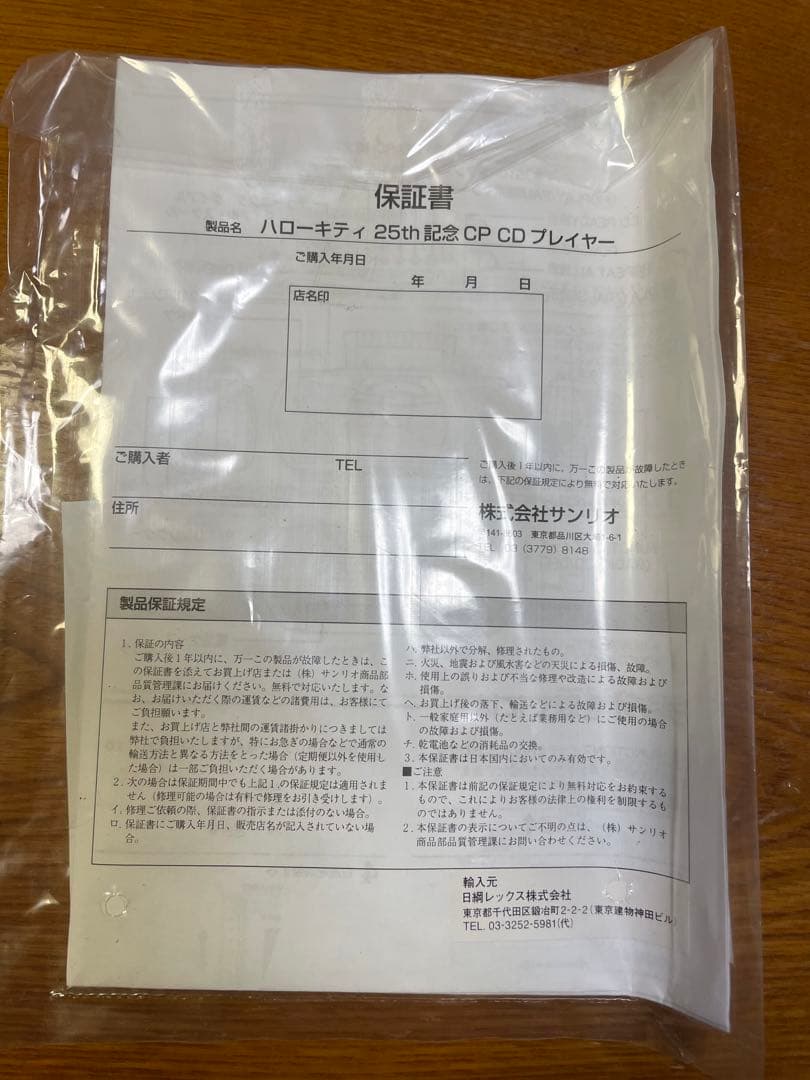 保証書
製品名 ハローキティ 25th 記念 CP CD プレイヤー
ご購入年月日
年 月 日
店名印
ご購入者 TEL
住所
ご購入後1年以内に、万一この製品が故障したとき
は、下記の保証規定により無料で対応いたします。
株式会社サンリオ
東京都品川区大崎1-6-1
TEL 03 (3779) 8148
製品保証規定
1. 保証の内容
ご購入後1年以内に、万一この製品が故障したときは、こ
の保証書を添えてお買上げ店または(株)サンリオ商品部
品質管理課にお届けください。無料で対応いたします。な
お、お届けいただく際の運賃などの諸費用は、お客様にて
ご負担願います。
また、お買上げ店と弊社間の運賃諸掛かりにつきましては
弊社で負担いたしますが、特にお急ぎの場合などで通常の
輸送方法と異なる方法をとった場合(定期便以外を使用し
た場合)は一部ご負担いただく場合があります。
2. 次の場合は保証期間中でも上記1.の保証規定は適用されま
せん(修理可能の場合は有料で修理をお引き受けします)。
イ. 修理ご依頼の際、保証書の指示または添付のない場合。
ロ. 保証書にご購入年月日、販売店名が記入されていない場
合。
ハ. 弊社以外で分解、修理されたもの。
ニ. 火災、地震および風水害などの天災による損傷、故障。
ホ. 使用上の誤りおよび不当な修理や改造による故障および
損傷。
ヘ. お買上げ後の落下、輸送などによる故障および損傷。
ト. 一般家庭用以外(たとえば業務用など)にご使用の場合
の故障および損傷。
チ. 乾電池などの消耗品の交換。
3. 本保証書は日本国内においてのみ有効です。
■ご注意
1. 本保証書は前記の保証規定により無料対応をお約束する
もので、これによりお客様の法律上の権利を制限するも
のではありません。
2. 本保証書の表示についてご不明の点は、(株)サンリオ
商品部品質管理課にお問い合わせください。
輸入元
日綱レックス株式会社
東京都千代田区鍛冶町2-2-2(東京建物神田ビル)
TEL. 03-3252-5981(代)